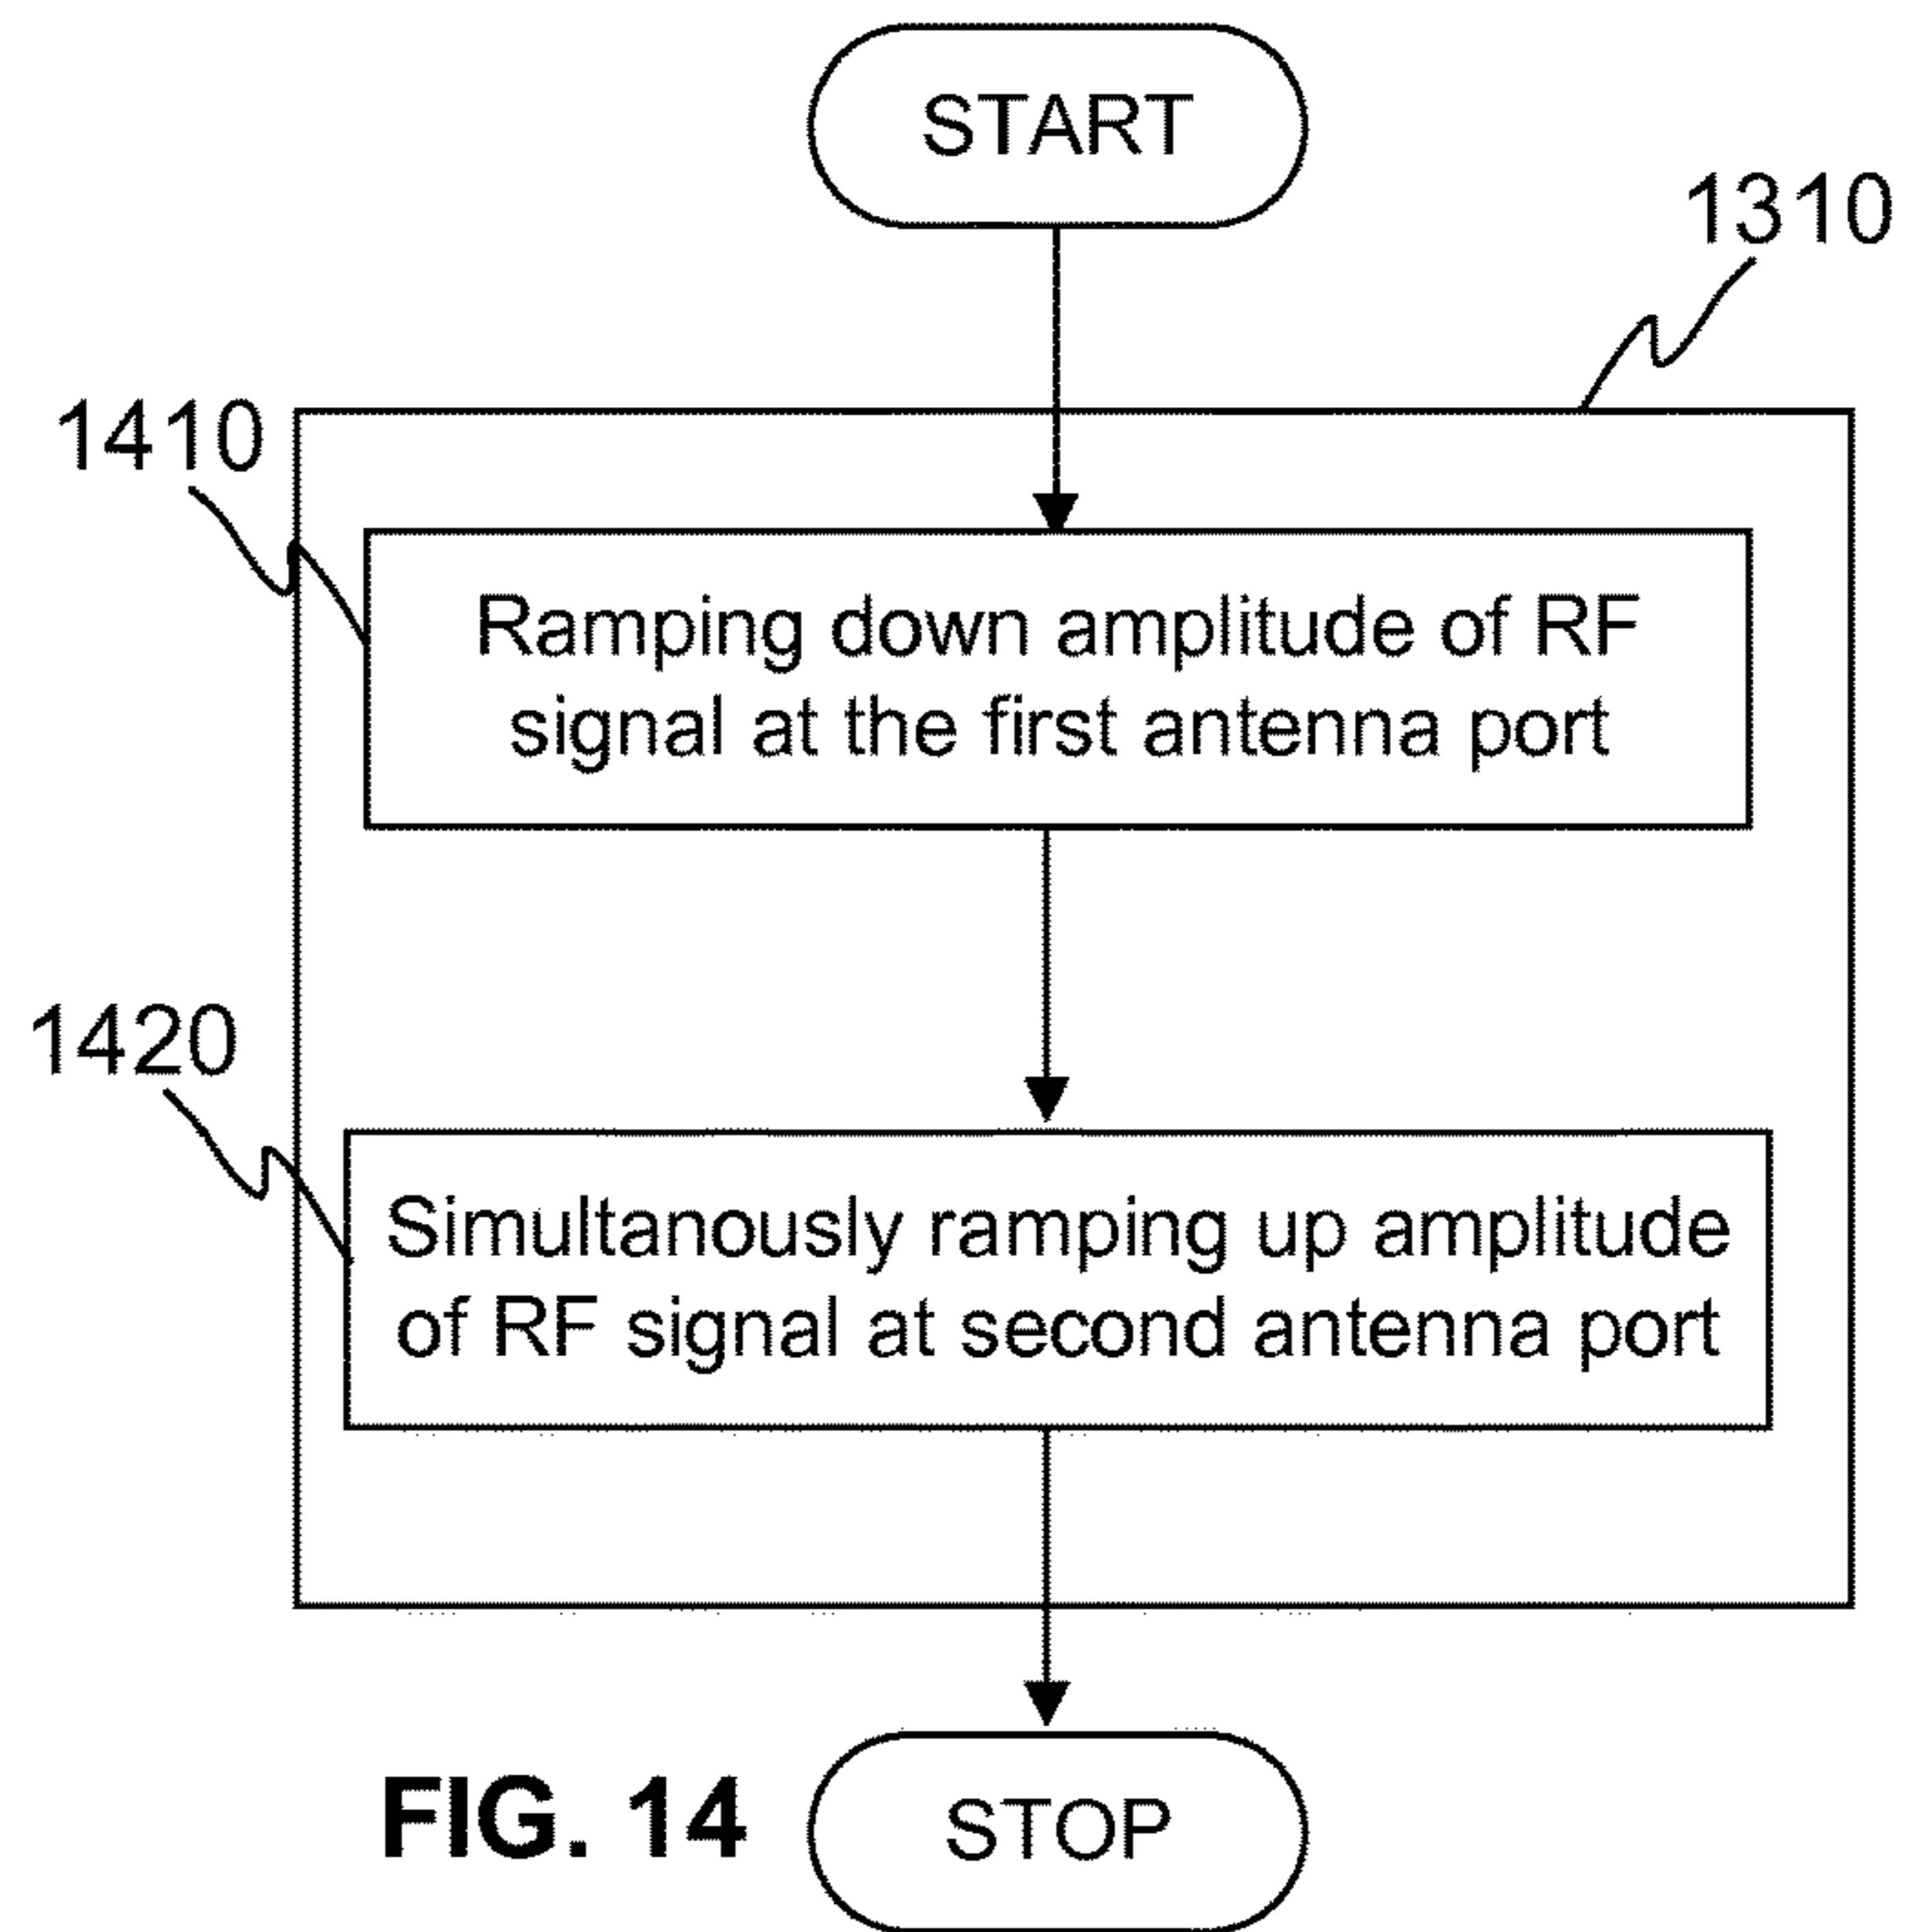 START
1310
1410
Ramping down amplitude of RF
signal at the first antenna port
1420
Simultanously ramping up amplitude
of RF signal at second antenna port
FIG. 14
STOP